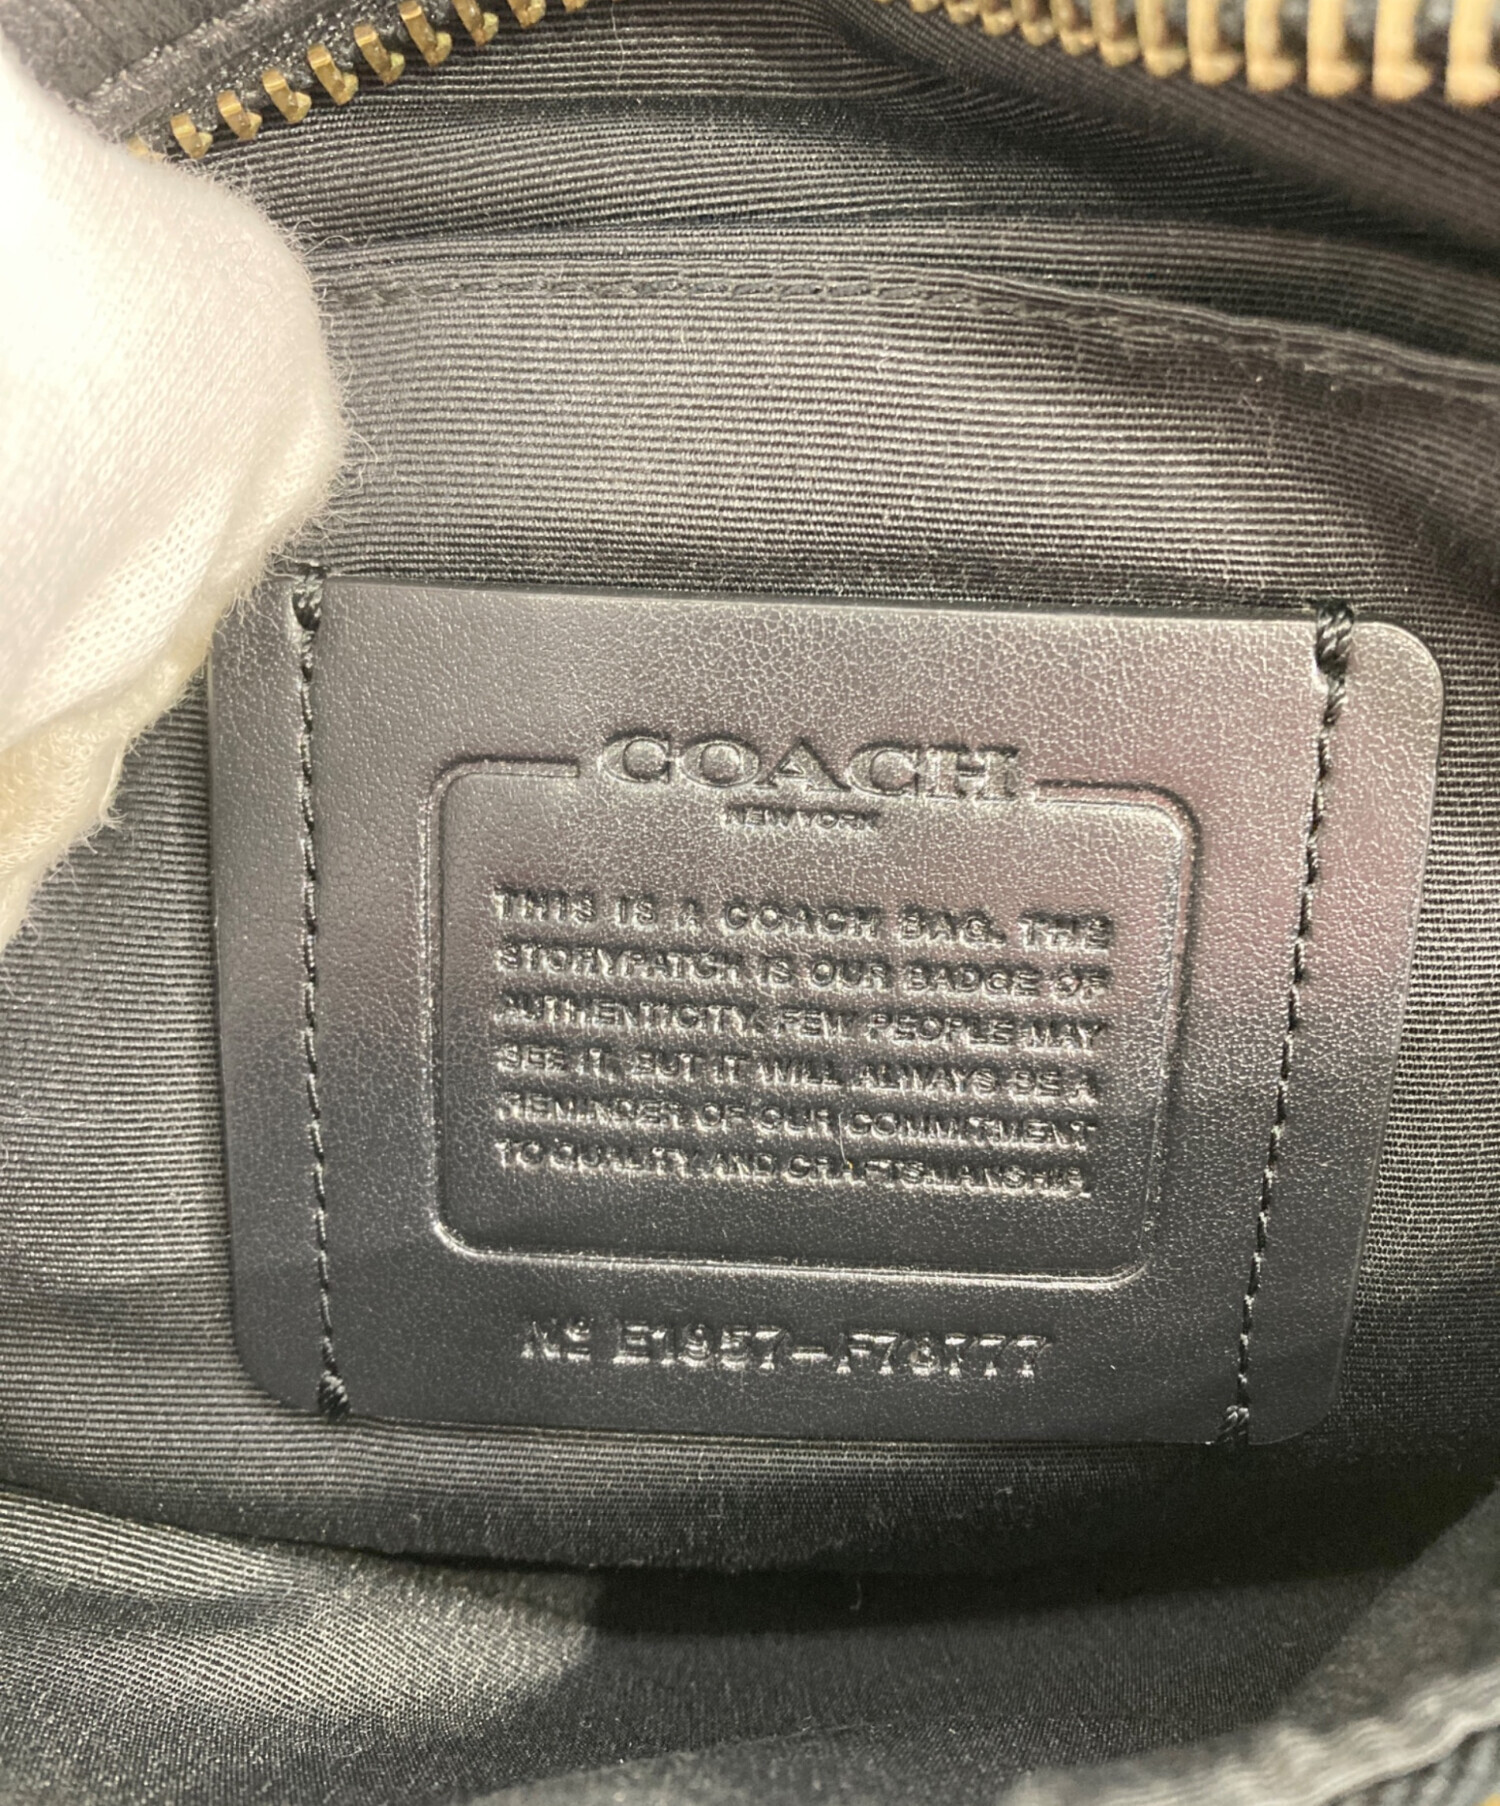 COACH
NEW YORK
THIS IS A COACH BAG. THE
STORYPATCH IS OUR BADGE OF
AUTHENTICITY. FEW PEOPLE MAY
SEE IT, BUT IT WILL ALWAYS BE A
REMINDER OF OUR COMMITMENT
TO QUALITY AND CRAFTSMANSHIP.
Nº E1957-F73777